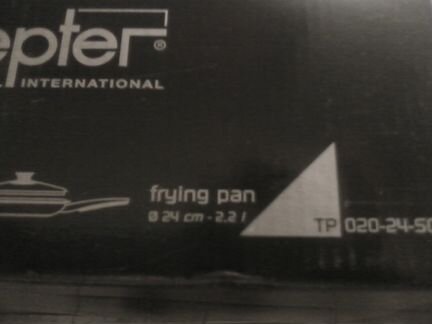 epter®
INTERNATIONAL
frying pan
Ø 24 cm - 2.2 l
TP 020-24-50